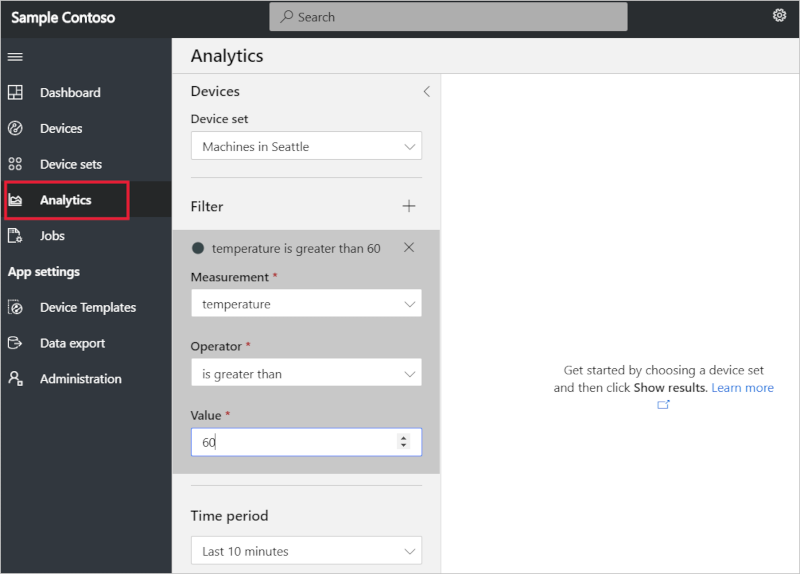 Sample Contoso
Search
Dashboard
Devices
Device sets
Analytics
Jobs
App settings
Device Templates
Data export
Administration
Analytics
Devices
Device set
Machines in Seattle
Filter
temperature is greater than 60
Measurement *
temperature
Operator *
is greater than
Value *
60
Time period
Last 10 minutes
Get started by choosing a device set
and then click Show results. Learn more